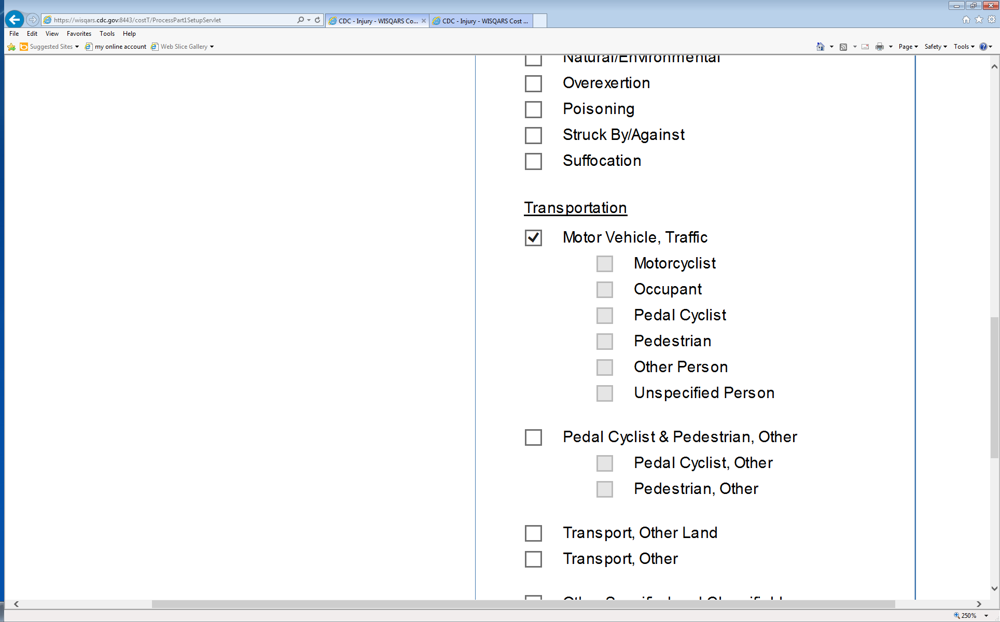 https://wisqars.cdc.gov:8443/costT/ProcessPart1SetupServlet
CDC - Injury - WISQARS Co...
CDC - Injury - WISQARS Cost ...
File Edit View Favorites Tools Help
Suggested Sites my online account Web Slice Gallery
Page Safety Tools
Natural/Environmental
Overexertion
Poisoning
Struck By/Against
Suffocation
Transportation
Motor Vehicle, Traffic
Motorcyclist
Occupant
Pedal Cyclist
Pedestrian
Other Person
Unspecified Person
Pedal Cyclist & Pedestrian, Other
Pedal Cyclist, Other
Pedestrian, Other
Transport, Other Land
Transport, Other
250%